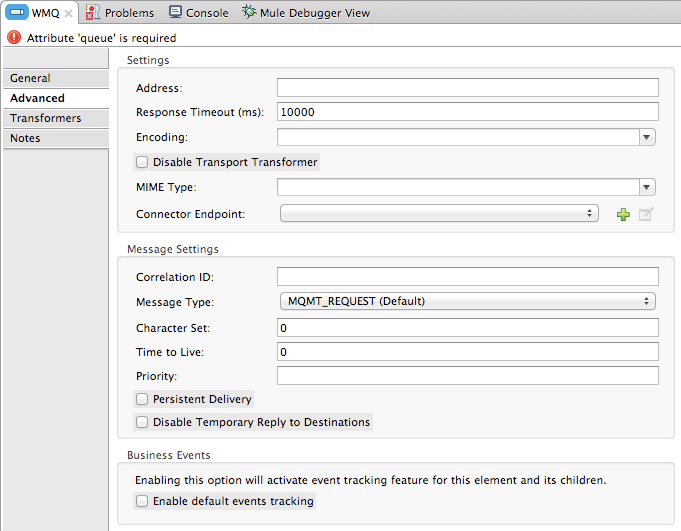 WMQ Problems Console Mule Debugger View
Attribute 'queue' is required
General
Advanced
Transformers
Notes
Settings
Address:
Response Timeout (ms): 10000
Encoding:
Disable Transport Transformer
MIME Type:
Connector Endpoint:
Message Settings
Correlation ID:
Message Type: MQMT_REQUEST (Default)
Character Set: 0
Time to Live: 0
Priority:
Persistent Delivery
Disable Temporary Reply to Destinations
Business Events
Enabling this option will activate event tracking feature for this element and its children.
Enable default events tracking